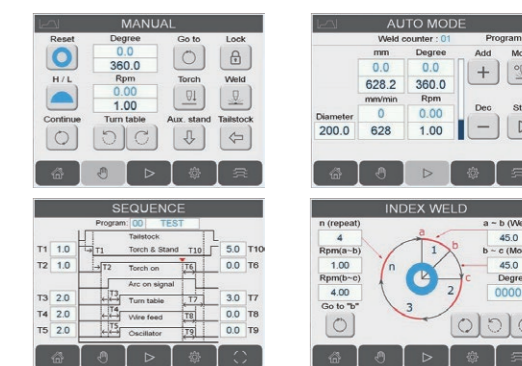 MANUAL
Reset Degree Go to Lock
0.0
360.0
H / L Rpm Torch Weld
0.00
1.00
Continue Turn table Aux. stand Tailstock
AUTO MODE
Weld counter : 01 Program
mm Degree Add
0.0 0.0
628.2 360.0
mm/min Rpm Dec
Diameter 0 0.00
200.0 628 1.00
SEQUENCE
Program: 00 TEST
Tailstock
T1 1.0 T1 Torch & Stand T10 5.0 T10
T2 1.0 T2 Torch on T6 0.0 T6
Arc on signal
T3 2.0 T3 Turn table T7 3.0 T7
T4 2.0 T4 Wire feed T8 0.0 T8
T5 2.0 T5 Oscillator T9 0.0 T9
INDEX WELD
n (repeat) a a ~ b (We
4 1 b 45.0
Rpm(a~b) n b ~ c (Mo
1.00 c 45.0
Rpm(b~c) 2 Degre
4.00 3 0000
Go to "b"